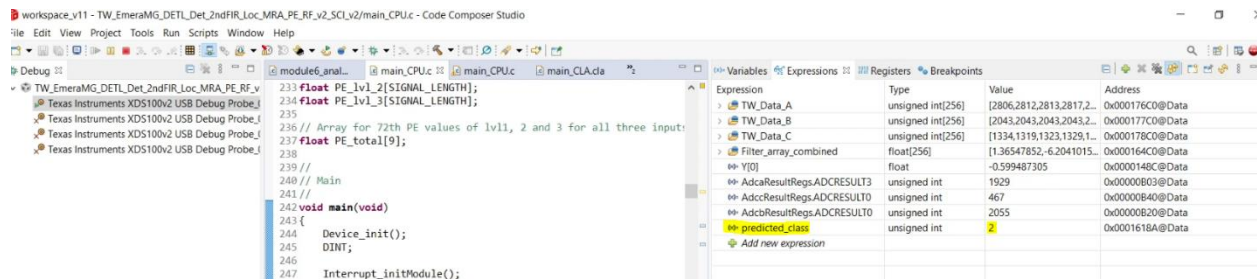 workspace_v11 - TW_EmeraMG_DETL_Det_2ndFIR_Loc_MRA_PE_RF_v2_SCI_v2/main_CPU.c - Code Composer Studio
File Edit View Project Tools Run Scripts Window Help
Debug
TW_EmeraMG_DETL_Det_2ndFIR_Loc_MRA_PE_RF_v
Texas Instruments XDS100v2 USB Debug Probe_(
Texas Instruments XDS100v2 USB Debug Probe_(
Texas Instruments XDS100v2 USB Debug Probe_(
Texas Instruments XDS100v2 USB Debug Probe_(
module6_anal... main_CPU.c main_CPU.c main_CLA.cla "2
233 float PE_lvl_2[SIGNAL_LENGTH];
234 float PE_lvl_3[SIGNAL_LENGTH];
235
236 // Array for 72th PE values of lvl1, 2 and 3 for all three inputs
237 float PE_total[9];
238
239 //
240 // Main
241 //
242 void main(void)
243 {
244 Device_init();
245 DINT;
246
247 Interrupt_initModule();
Variables Expressions Registers Breakpoints
Expression Type Value Address
TW_Data_A unsigned int[256] [2806,2812,2813,2817,2... 0x000176C0@Data
TW_Data_B unsigned int[256] [2043,2043,2043,2043,2... 0x000177C0@Data
TW_Data_C unsigned int[256] [1334,1319,1323,1329,1... 0x000178C0@Data
Filter_array_combined float[256] [1.36547852,-6.2041015... 0x000164C0@Data
Y[0] float -0.599487305 0x0000148C@Data
AdcaResultRegs.ADCRESULT3 unsigned int 1929 0x00000B03@Data
AdccResultRegs.ADCRESULT0 unsigned int 467 0x00000B40@Data
AdcbResultRegs.ADCRESULT0 unsigned int 2055 0x00000B20@Data
predicted_class unsigned int 2 0x0001618A@Data
Add new expression